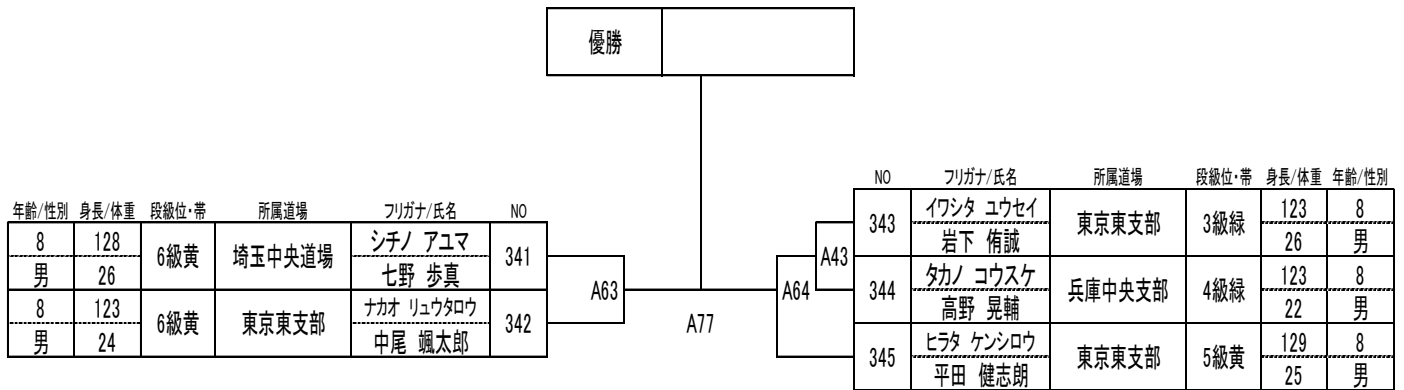 優勝
年齢/性別 身長/体重 段級位・帯 所属道場 フリガナ/氏名 NO
8 128 6級黄 埼玉中央道場 シチノ アユマ 341
男 26 七野 歩真
8 123 6級黄 東京東支部 ナカオ リュウタロウ 342
男 24 中尾 颯太郎
A63
A77
A64
A43
NO フリガナ/氏名 所属道場 段級位・帯 身長/体重 年齢/性別
343 イワシタ ユウセイ 東京東支部 3級緑 123 8
岩下 侑誠 26 男
344 タカノ コウスケ 兵庫中央支部 4級緑 123 8
高野 晃輔 22 男
345 ヒラタ ケンシロウ 東京東支部 5級黄 129 8
平田 健志朗 25 男